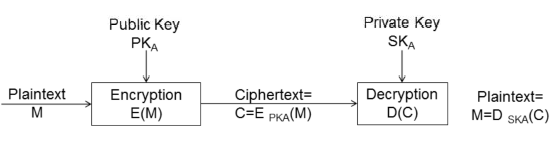 Public Key
PKA
Private Key
SKA
Plaintext
M
Encryption
E(M)
Ciphertext=
C=E PKA(M)
Decryption
D(C)
Plaintext=
M=D SKA(C)